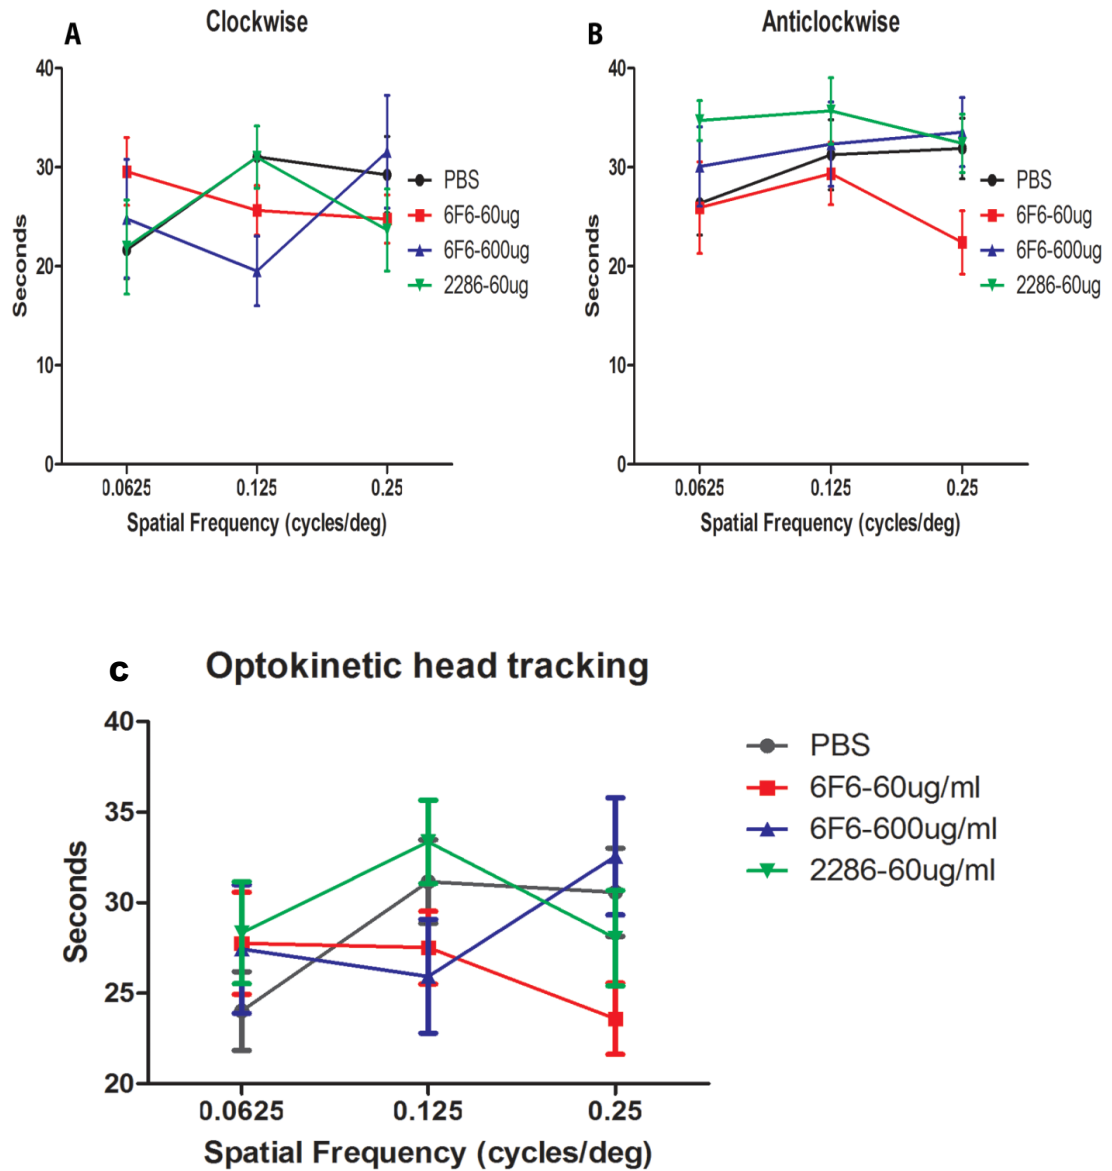 A
Clockwise
40
30
20
10
0
Seconds
0.0625
0.125
0.25
Spatial Frequency (cycles/deg)
PBS
6F6-60ug
6F6-600ug
2286-60ug
B
Anticlockwise
40
30
20
10
0
Seconds
0.0625
0.125
0.25
Spatial Frequency (cycles/deg)
PBS
6F6-60ug
6F6-600ug
2286-60ug
c
Optokinetic head tracking
40
35
30
25
20
Seconds
0.0625
0.125
0.25
Spatial Frequency (cycles/deg)
PBS
6F6-60ug/ml
6F6-600ug/ml
2286-60ug/ml